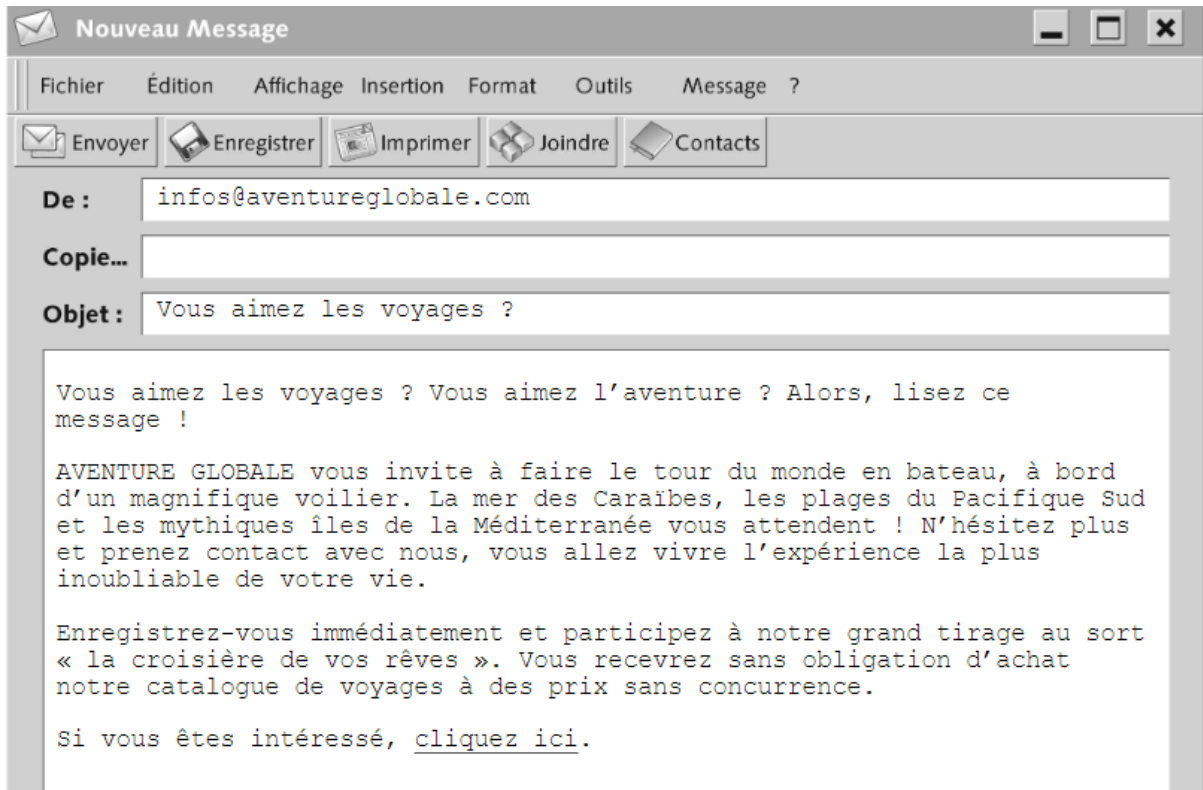 Nouveau Message
Fichier Édition Affichage Insertion Format Outils Message ?
Envoyer Enregistrer Imprimer Joindre Contacts
De : infos@aventureglobale.com
Copie...
Objet : Vous aimez les voyages ?
Vous aimez les voyages ? Vous aimez l’aventure ? Alors, lisez ce
message !
AVENTURE GLOBALE vous invite à faire le tour du monde en bateau, à bord
d’un magnifique voilier. La mer des Caraïbes, les plages du Pacifique Sud
et les mythiques îles de la Méditerranée vous attendent ! N’hésitez plus
et prenez contact avec nous, vous allez vivre l’expérience la plus
inoubliable de votre vie.
Enregistrez-vous immédiatement et participez à notre grand tirage au sort
« la croisière de vos rêves ». Vous recevrez sans obligation d’achat
notre catalogue de voyages à des prix sans concurrence.
Si vous êtes intéressé, cliquez ici.